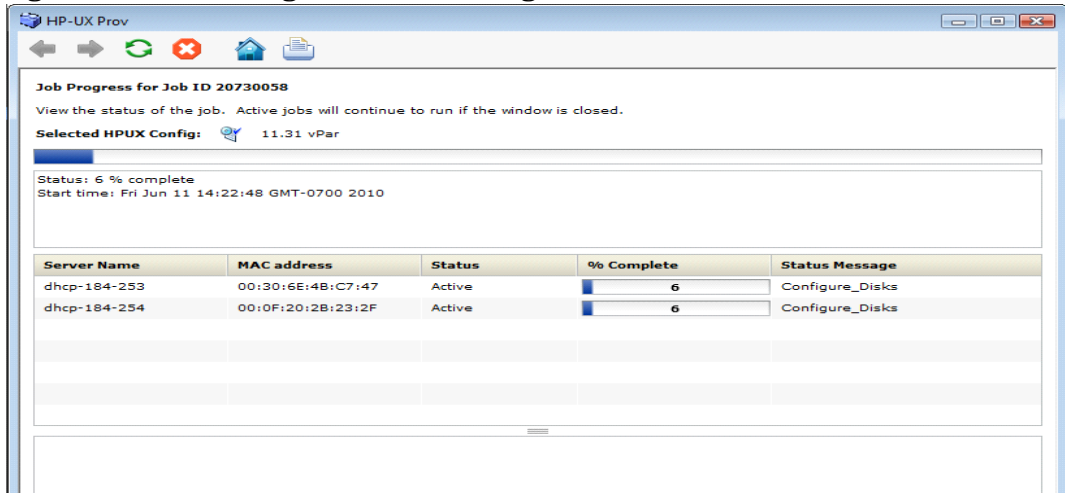 HP-UX Prov
Job Progress for Job ID 20730058
View the status of the job. Active jobs will continue to run if the window is closed.
Selected HPUX Config: 11.31 vPar
Status: 6 % complete
Start time: Fri Jun 11 14:22:48 GMT-0700 2010
Server Name MAC address Status % Complete Status Message
dhcp-184-253 00:30:6E:4B:C7:47 Active 6 Configure_Disks
dhcp-184-254 00:0F:20:2B:23:2F Active 6 Configure_Disks